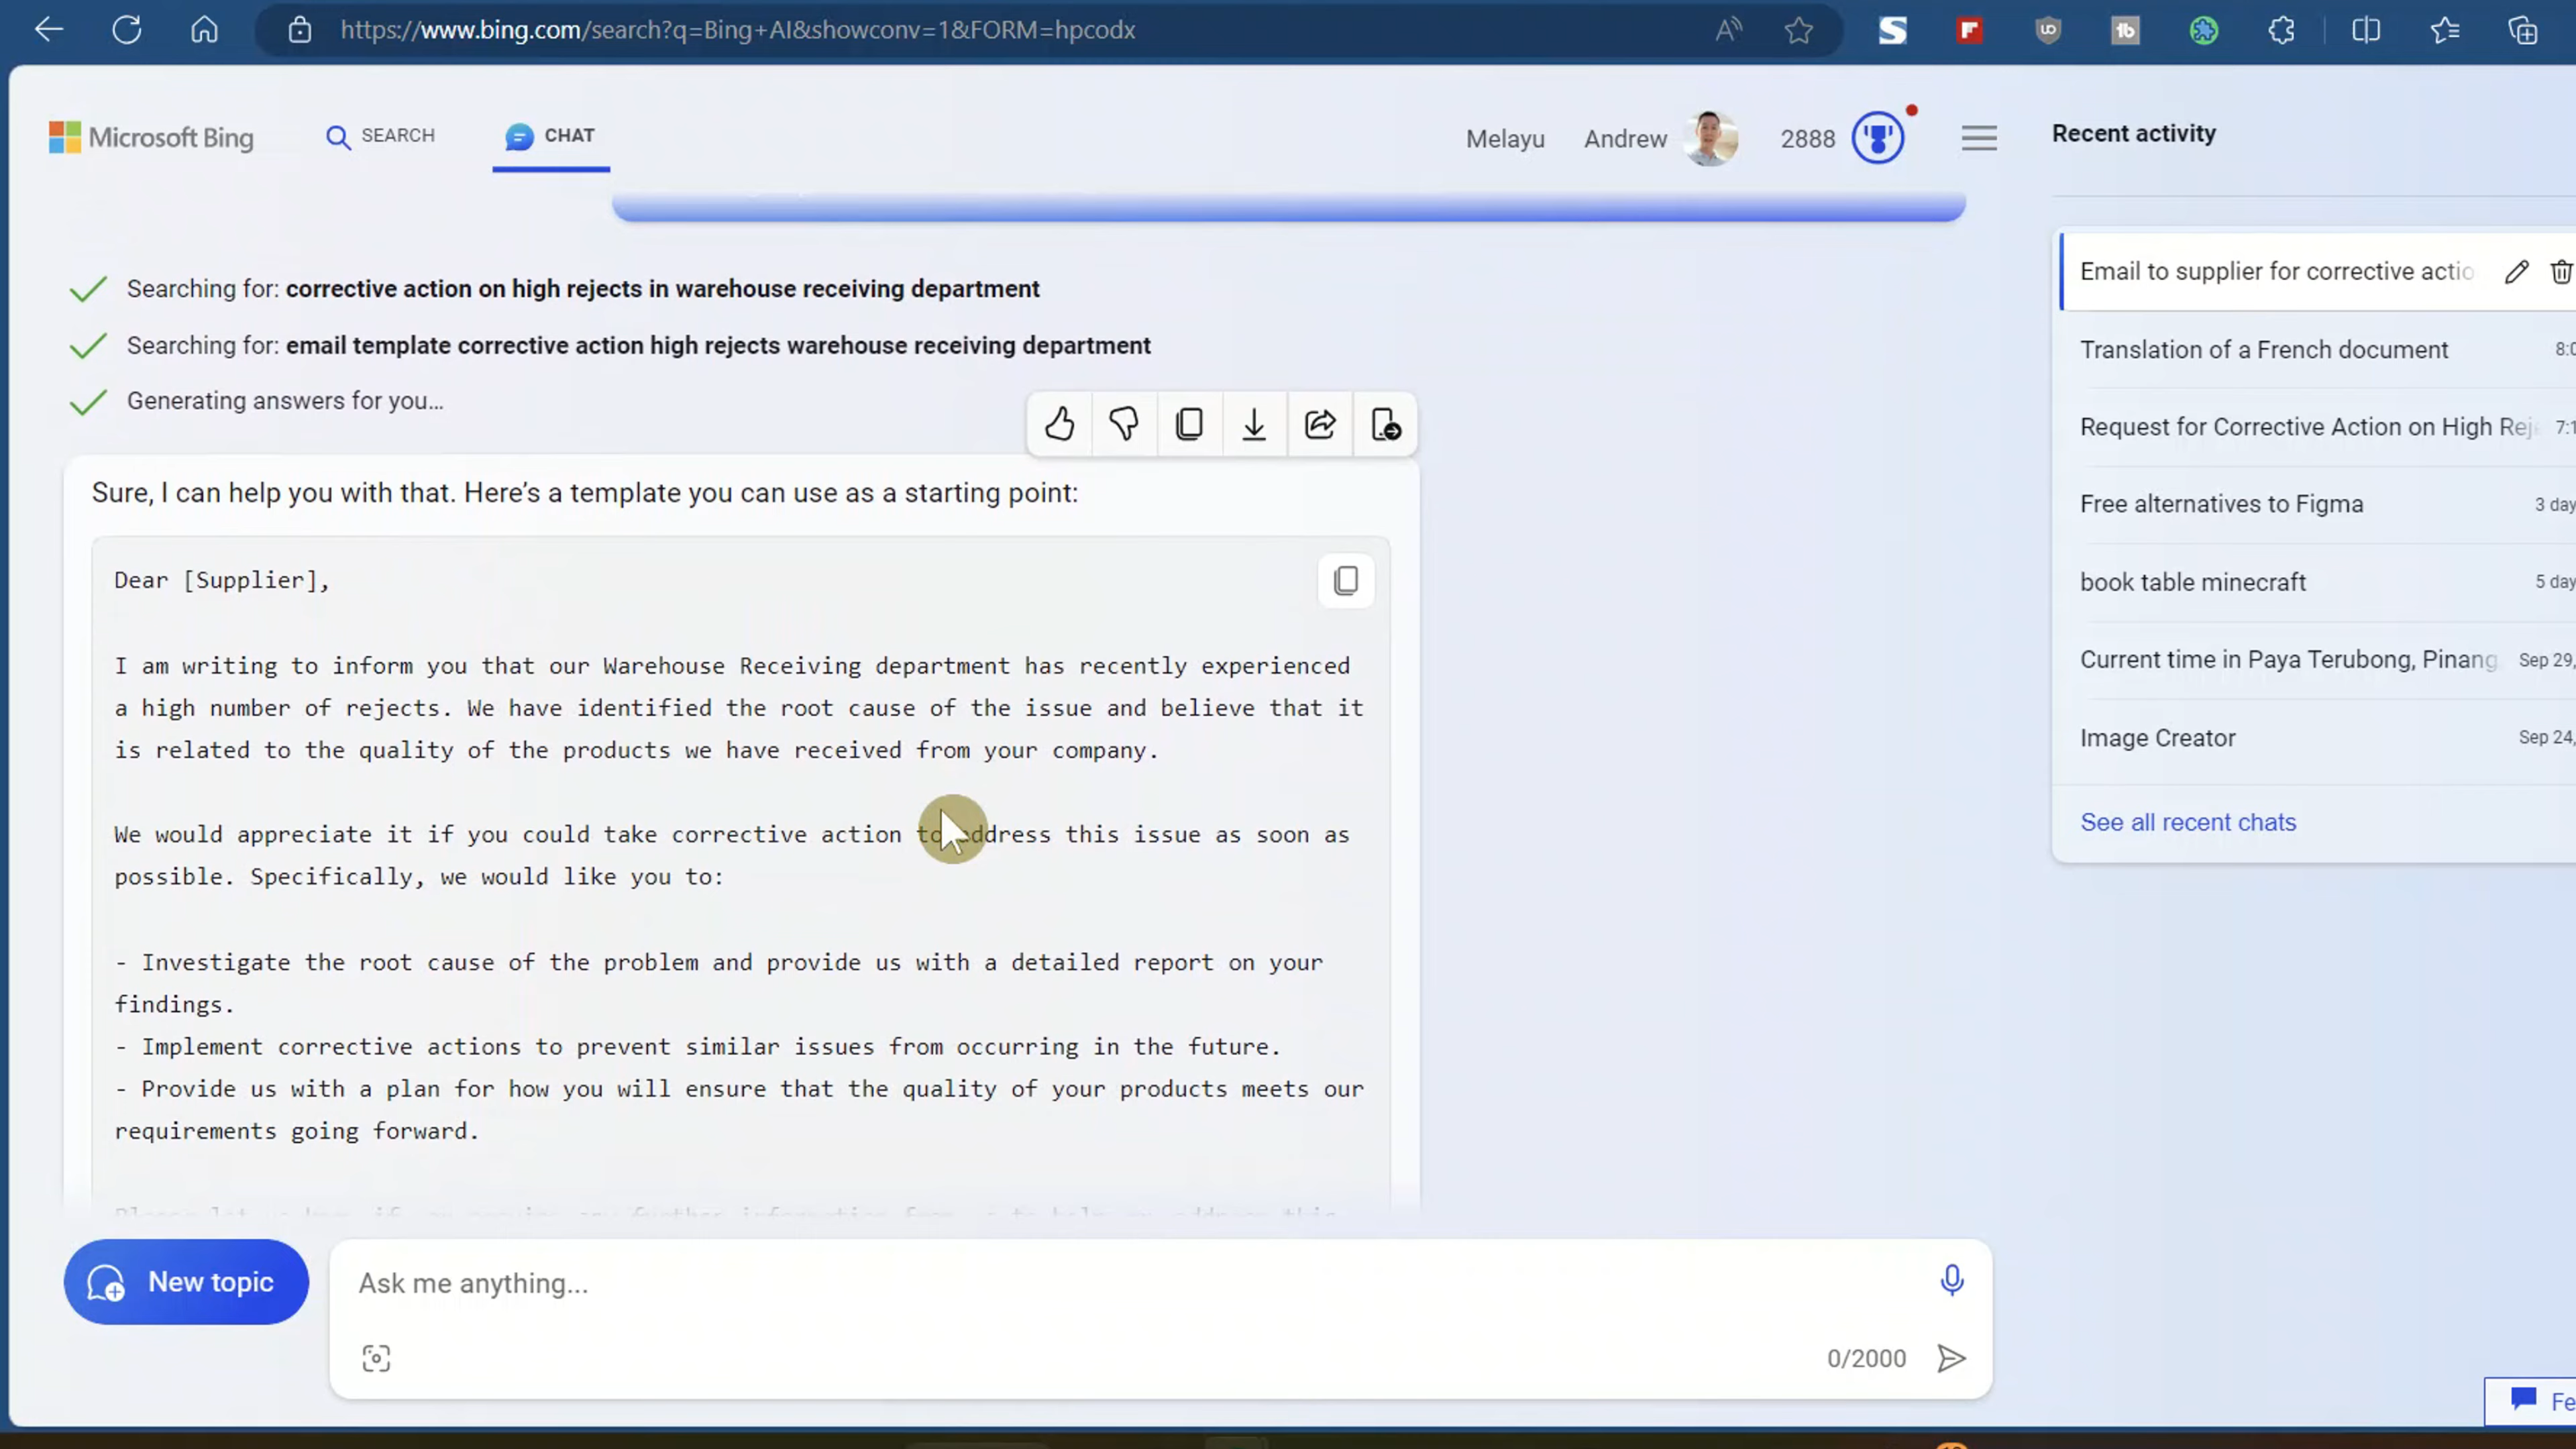 https://www.bing.com/search?q=Bing+AI&showconv=1&FORM=hpcodx
Microsoft Bing
SEARCH
CHAT
Melayu
Andrew
2888
Recent activity
Searching for: corrective action on high rejects in warehouse receiving department
Searching for: email template corrective action high rejects warehouse receiving department
Generating answers for you…
Sure, I can help you with that. Here’s a template you can use as a starting point:
Dear [Supplier],
I am writing to inform you that our Warehouse Receiving department has recently experienced
a high number of rejects. We have identified the root cause of the issue and believe that it
is related to the quality of the products we have received from your company.
We would appreciate it if you could take corrective action to address this issue as soon as
possible. Specifically, we would like you to:
- Investigate the root cause of the problem and provide us with a detailed report on your
findings.
- Implement corrective actions to prevent similar issues from occurring in the future.
- Provide us with a plan for how you will ensure that the quality of your products meets our
requirements going forward.
Email to supplier for corrective actio
Translation of a French document 8:0
Request for Corrective Action on High Rej 7:1
Free alternatives to Figma 3 day
book table minecraft 5 day
Current time in Paya Terubong, Pinang Sep 29,
Image Creator Sep 24,
See all recent chats
New topic
Ask me anything...
0/2000
Fe